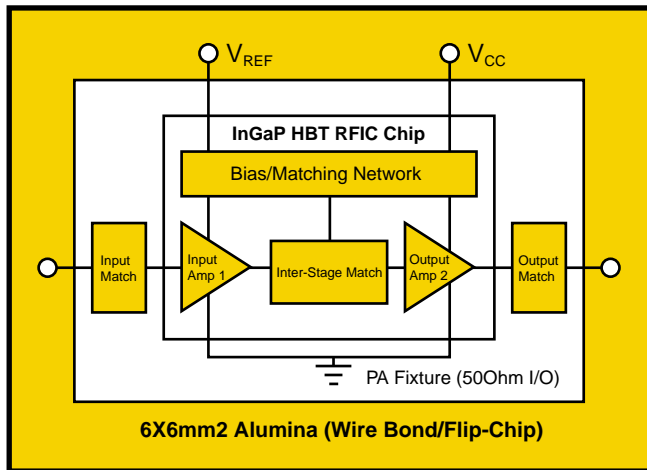 VREF
VCC
InGaP HBT RFIC Chip
Bias/Matching Network
Input
Match
Input
Amp 1
Inter-Stage Match
Output
Amp 2
Output
Match
PA Fixture (50Ohm I/O)
6X6mm2 Alumina (Wire Bond/Flip-Chip)